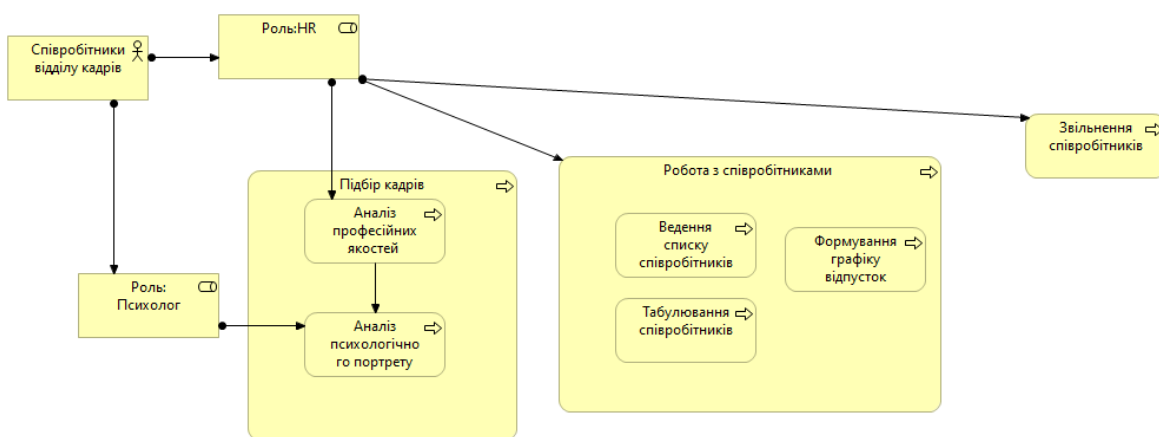 Співробітники
відділу кадрів
Роль:HR
Звільнення
співробітників
Підбір кадрів
Аналіз
професійних
якостей
Аналіз
психологічно
го портрету
Роль:
Психолог
Робота з співробітниками
Ведення
списку
співробітників
Формування
графіку
відпусток
Табулювання
співробітників